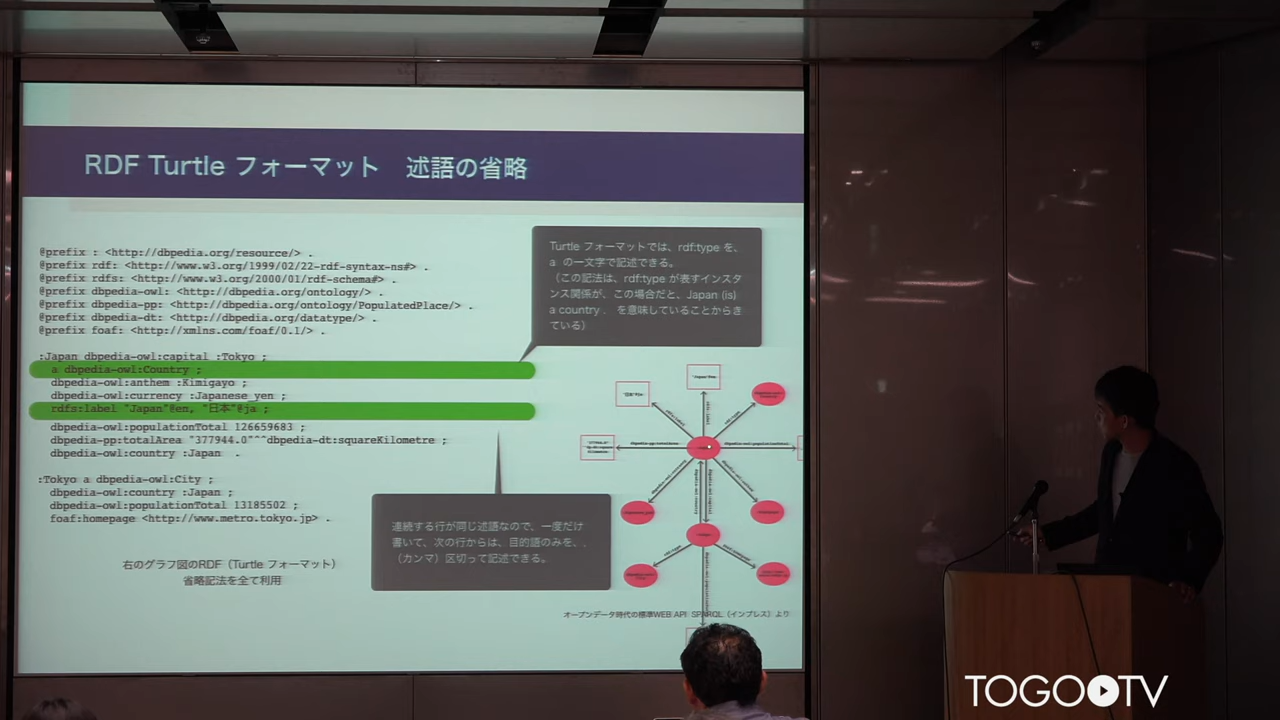 RDF Turtle フォーマット　述語の省略
@prefix : <http://dbpedia.org/resource/> .
@prefix rdf: <http://www.w3.org/1999/02/22-rdf-syntax-ns#> .
@prefix rdfs: <http://www.w3.org/2000/01/rdf-schema#> .
@prefix dbpedia-owl: <http://dbpedia.org/ontology/> .
@prefix dbpedia-pp: <http://dbpedia.org/ontology/PopulatedPlace/> .
@prefix dbpedia-dt: <http://dbpedia.org/datatype/> .
@prefix foaf: <http://xmlns.com/foaf/0.1/> .
:Japan dbpedia-owl:capital :Tokyo ;
a dbpedia-owl:Country ;
dbpedia-owl:anthem :Kimigayo ;
dbpedia-owl:currency :Japanese_yen ;
rdfs:label "Japan"@en, "日本"@ja ;
dbpedia-owl:populationTotal 126659683 ;
dbpedia-pp:totalArea "377944.0"^^dbpedia-dt:squareKilometre ;
dbpedia-owl:country :Japan .
:Tokyo a dbpedia-owl:City ;
dbpedia-owl:country :Japan ;
dbpedia-owl:populationTotal 13185502 ;
foaf:homepage <http://www.metro.tokyo.jp> .
右のグラフ図のRDF（Turtle フォーマット）
省略記法を全て利用
Turtle フォーマットでは、rdf:type を、
a の一文字で記述できる。
（この記法は、rdf:type が表すインスタ
ンス関係が、この場合だと、Japan (is)
a country . を意味していることからき
ている）
連続する行が同じ述語なので、一度だけ
書いて、次の行からは、目的語のみを、,
（カンマ）区切って記述できる。
オープンデータ時代の標準WEB API SPARQL（インプレス）より
TOGOTV